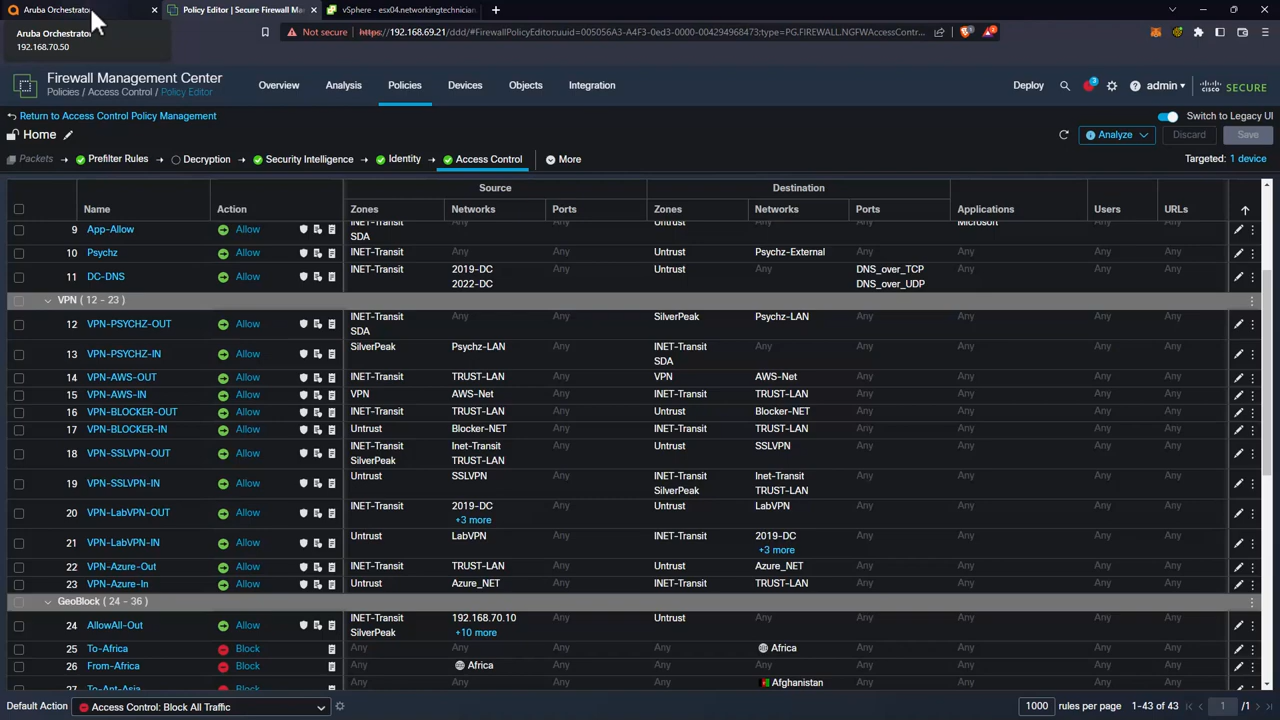 Aruba Orchestrator
Policy Editor | Secure Firewall Ma
vSphere - esx04.networkingtechnician
Aruba Orchestrator
192.168.70.50
Not secure https://192.168.69.21/ddd/#FirewallPolicyEditor:uuid=005056A3-A4F3-0ed3-0000-004294968473;type=PG.FIREWALL.NGFWAccessContr...
Firewall Management Center
Policies / Access Control / Policy Editor
Overview Analysis Policies Devices Objects Integration
Deploy 3 admin cisco SECURE
Return to Access Control Policy Management
Switch to Legacy UI
Home
Analyze Discard Save
Packets → Prefilter Rules → Decryption → Security Intelligence → Identity → Access Control More
Targeted: 1 device
Source Destination
Name Action Zones Networks Ports Zones Networks Ports Applications Users URLs
9 App-Allow Allow INET-Transit Any Any Untrust Any Any Microsoft Any Any
SDA
10 Psychz Allow INET-Transit Any Any Untrust Psychz-External Any Any Any Any
11 DC-DNS Allow INET-Transit 2019-DC Any Untrust Any DNS_over_TCP Any Any Any
2022-DC DNS_over_UDP
VPN ( 12 - 23 )
12 VPN-PSYCHZ-OUT Allow INET-Transit Any Any SilverPeak Psychz-LAN Any Any Any Any
SDA
13 VPN-PSYCHZ-IN Allow SilverPeak Psychz-LAN Any INET-Transit Any Any Any Any Any
SDA
14 VPN-AWS-OUT Allow INET-Transit TRUST-LAN Any VPN AWS-Net Any Any Any Any
15 VPN-AWS-IN Allow VPN AWS-Net Any INET-Transit TRUST-LAN Any Any Any Any
16 VPN-BLOCKER-OUT Allow INET-Transit TRUST-LAN Any Untrust Blocker-NET Any Any Any Any
17 VPN-BLOCKER-IN Allow Untrust Blocker-NET Any INET-Transit TRUST-LAN Any Any Any Any
18 VPN-SSLVPN-OUT Allow INET-Transit Inet-Transit Any Untrust SSLVPN Any Any Any Any
SilverPeak TRUST-LAN
19 VPN-SSLVPN-IN Allow Untrust SSLVPN Any INET-Transit Inet-Transit Any Any Any Any
SilverPeak TRUST-LAN
20 VPN-LabVPN-OUT Allow INET-Transit 2019-DC Any Untrust LabVPN Any Any Any Any
+3 more
21 VPN-LabVPN-IN Allow Untrust LabVPN Any INET-Transit 2019-DC Any Any Any Any
+3 more
22 VPN-Azure-Out Allow INET-Transit TRUST-LAN Any Untrust Azure_NET Any Any Any Any
23 VPN-Azure-In Allow Untrust Azure_NET Any INET-Transit TRUST-LAN Any Any Any Any
GeoBlock ( 24 - 36 )
24 AllowAll-Out Allow INET-Transit 192.168.70.10 Any Untrust Any Any Any Any Any
SilverPeak +10 more
25 To-Africa Block Any Any Any Any Africa Any Any Any Any
26 From-Africa Block Any Africa Any Any Any Any Any Any Any
27 To-Ant-Asia Block Any Any Any Any Afghanistan Any Any Any Any
Default Action Access Control: Block All Traffic
1000 rules per page 1-43 of 43 1 /1